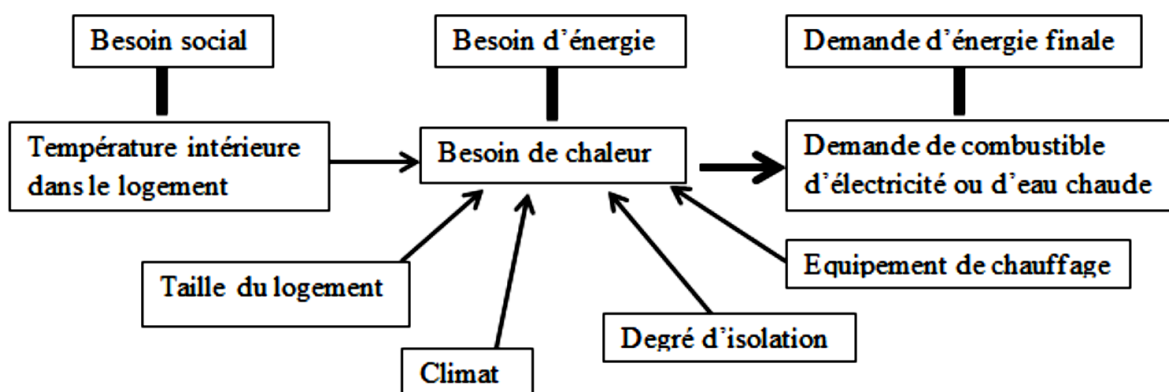 Besoin social
Besoin d'énergie
Demande d'énergie finale
Température intérieure
dans le logement
Besoin de chaleur
Demande de combustible
d'électricité ou d'eau chaude
Taille du logement
Climat
Degré d'isolation
Equipement de chauffage